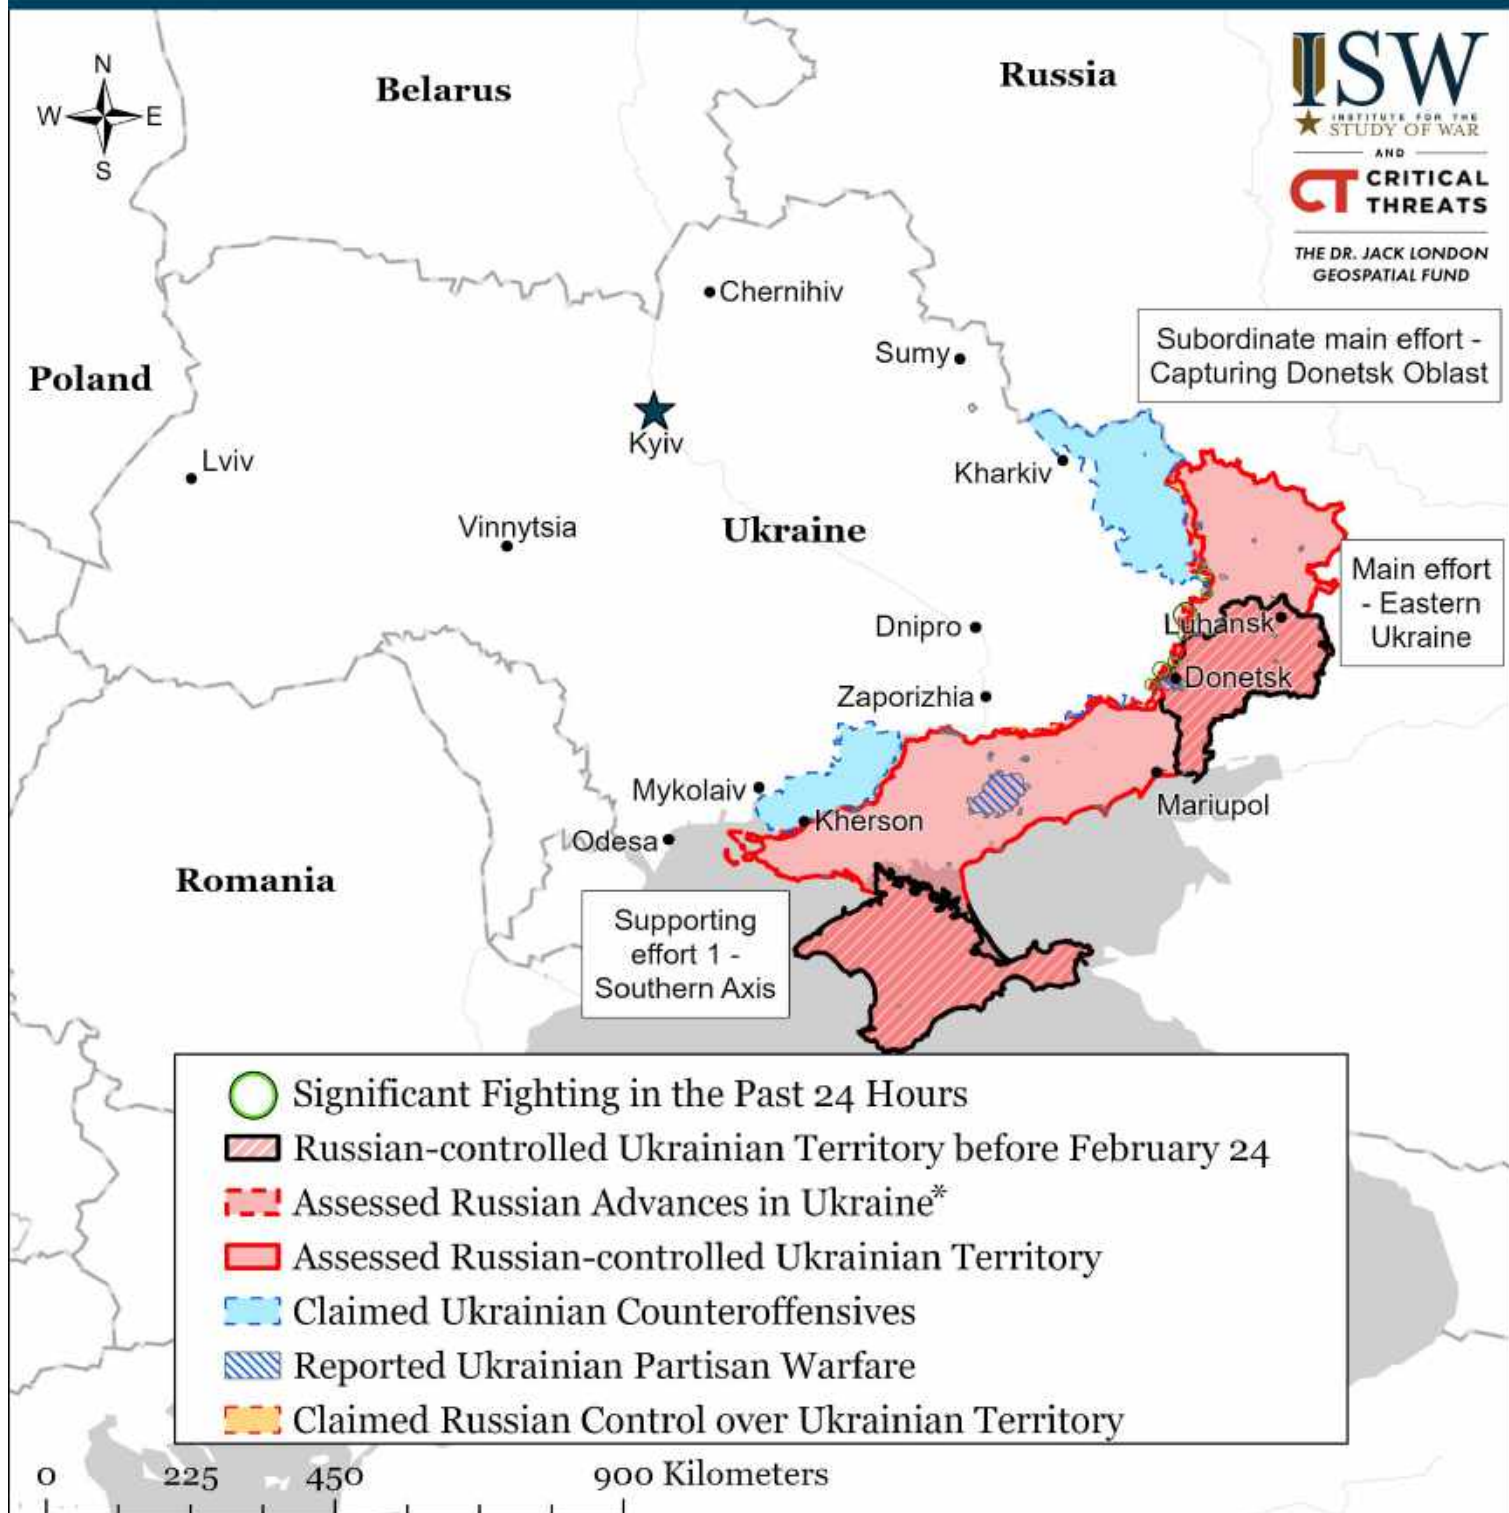 N
W
E
S
Belarus
Russia
ISW
INSTITUTE FOR THE
STUDY OF WAR
AND
CT CRITICAL
THREATS
THE DR. JACK LONDON
GEOSPATIAL FUND
Chernihiv
Subordinate main effort -
Capturing Donetsk Oblast
Sumy
Poland
Kyiv
Lviv
Kharkiv
Vinnytsia
Ukraine
Main effort
- Eastern
Ukraine
Dnipro
Luhansk
Donetsk
Zaporizhia
Mykolaiv
Mariupol
Kherson
Odesa
Romania
Supporting
effort 1 -
Southern Axis
Significant Fighting in the Past 24 Hours
Russian-controlled Ukrainian Territory before February 24
Assessed Russian Advances in Ukraine*
Assessed Russian-controlled Ukrainian Territory
Claimed Ukrainian Counteroffensives
Reported Ukrainian Partisan Warfare
Claimed Russian Control over Ukrainian Territory
0 225 450 900 Kilometers